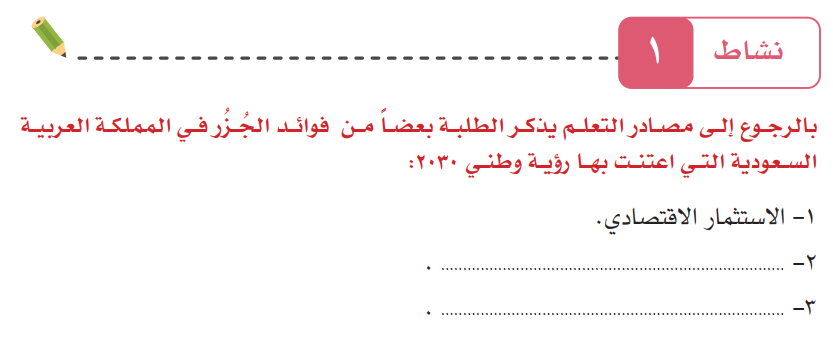 نشاط ١
بالرجوع إلى مصادر التعلم يذكر الطلبة بعضاً من فوائد الجُزُر في المملكة العربية
السعودية التي اعتنت بها رؤية وطني ٢٠٣٠:
١- الاستثمار الاقتصادي.
٢- ........................................................................ .
٣- ........................................................................ .